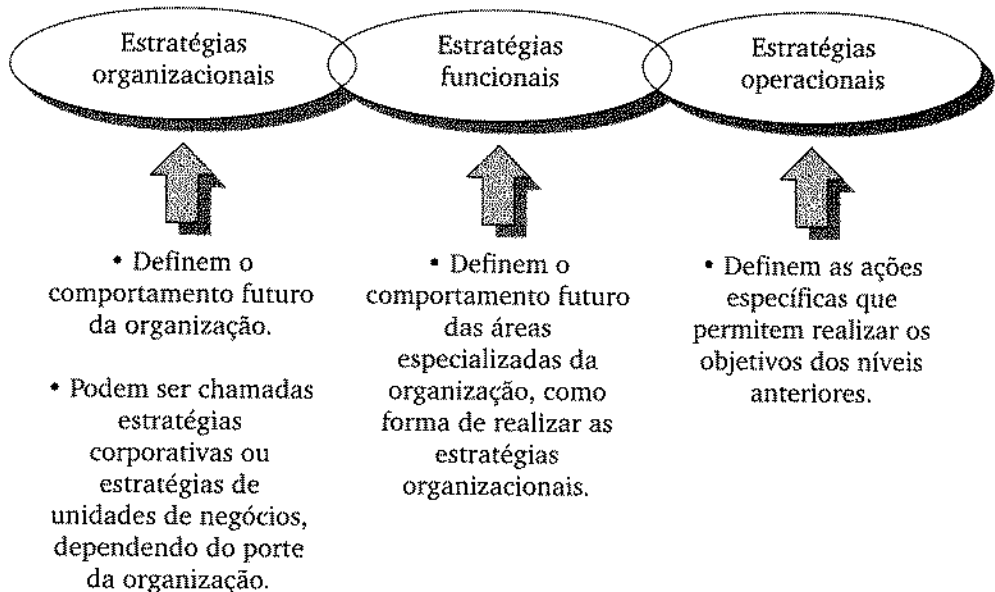 Estratégias
organizacionais
Estratégias
funcionais
Estratégias
operacionais
• Definem o
comportamento futuro
da organização.
• Podem ser chamadas
estratégias
corporativas ou
estratégias de
unidades de negócios,
dependendo do porte
da organização.
• Definem o
comportamento futuro
das áreas
especializadas da
organização, como
forma de realizar as
estratégias
organizacionais.
• Definem as ações
específicas que
permitem realizar os
objetivos dos níveis
anteriores.